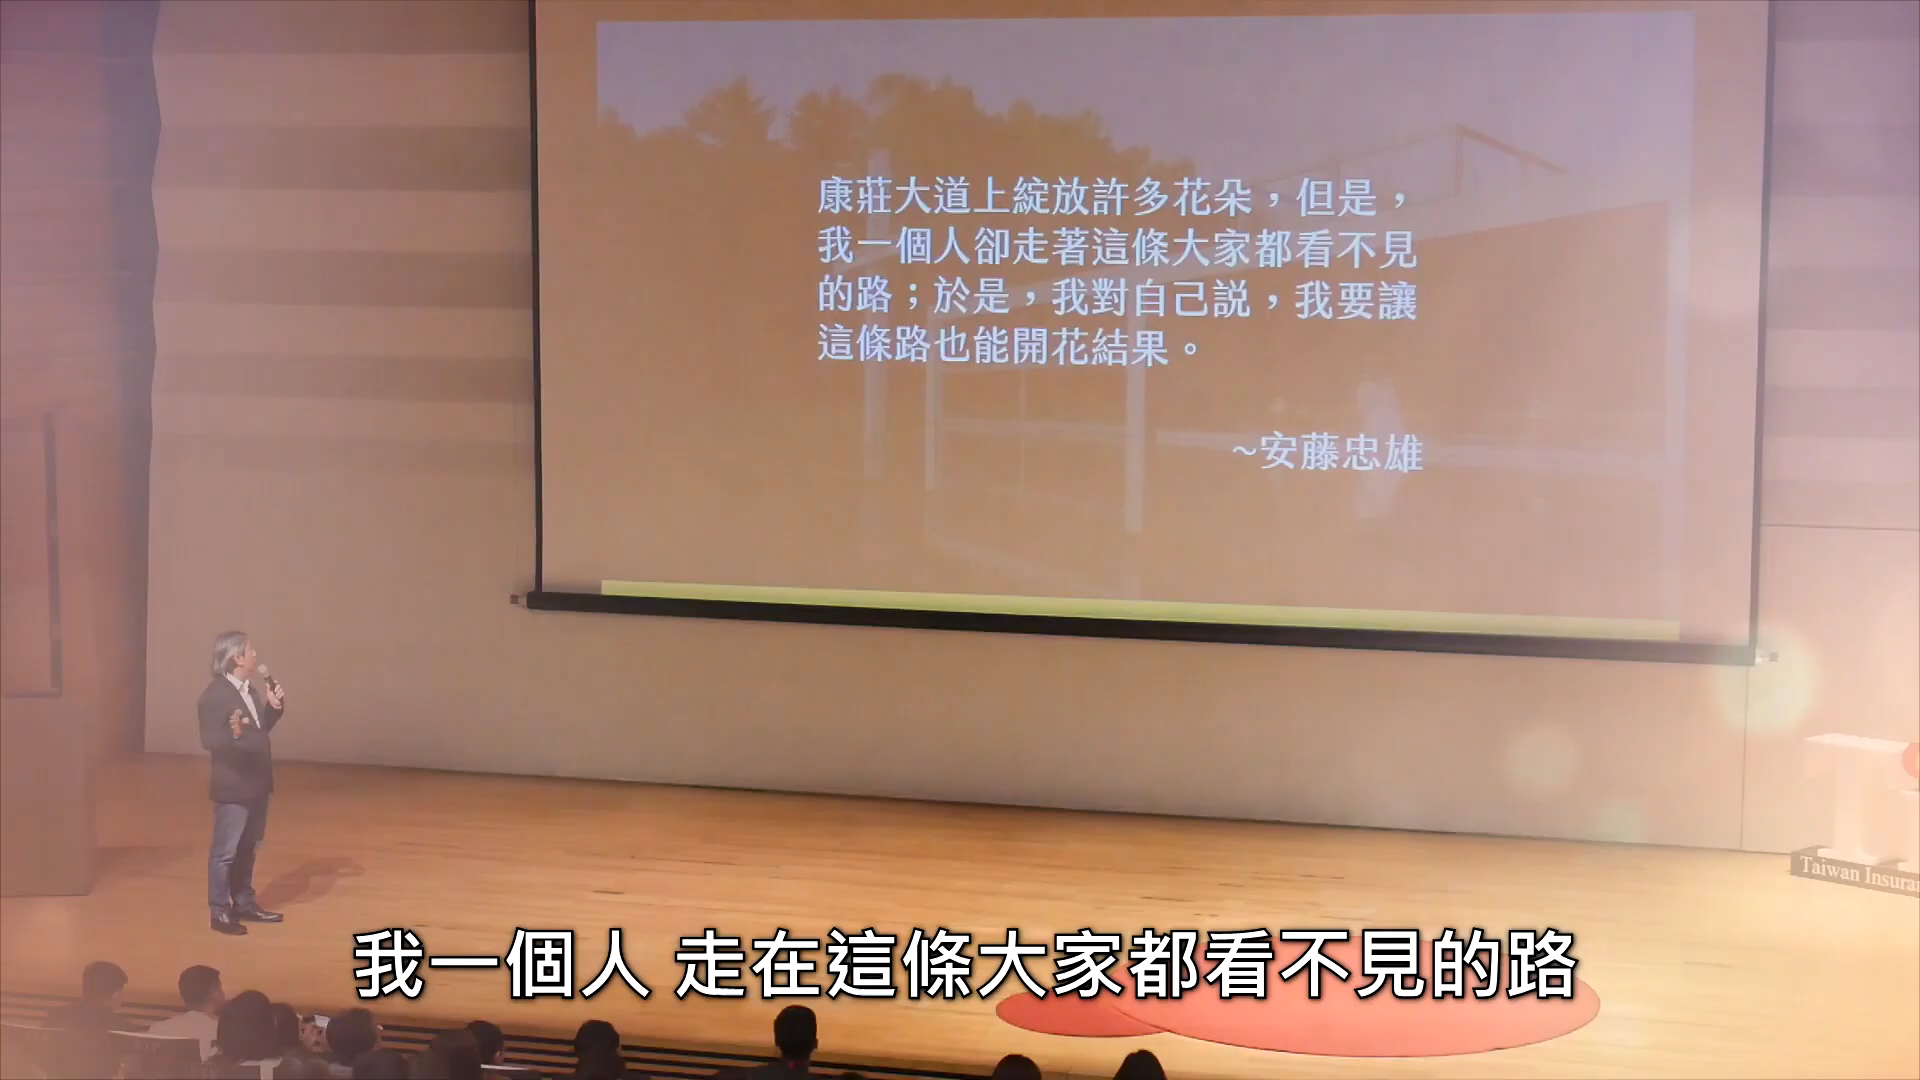 康莊大道上綻放許多花朵，但是，
我一個人卻走著這條大家都看不見
的路；於是，我對自己説，我要讓
這條路也能開花結果。
~安藤忠雄
Taiwan Insura
我一個人 走在這條大家都看不見的路